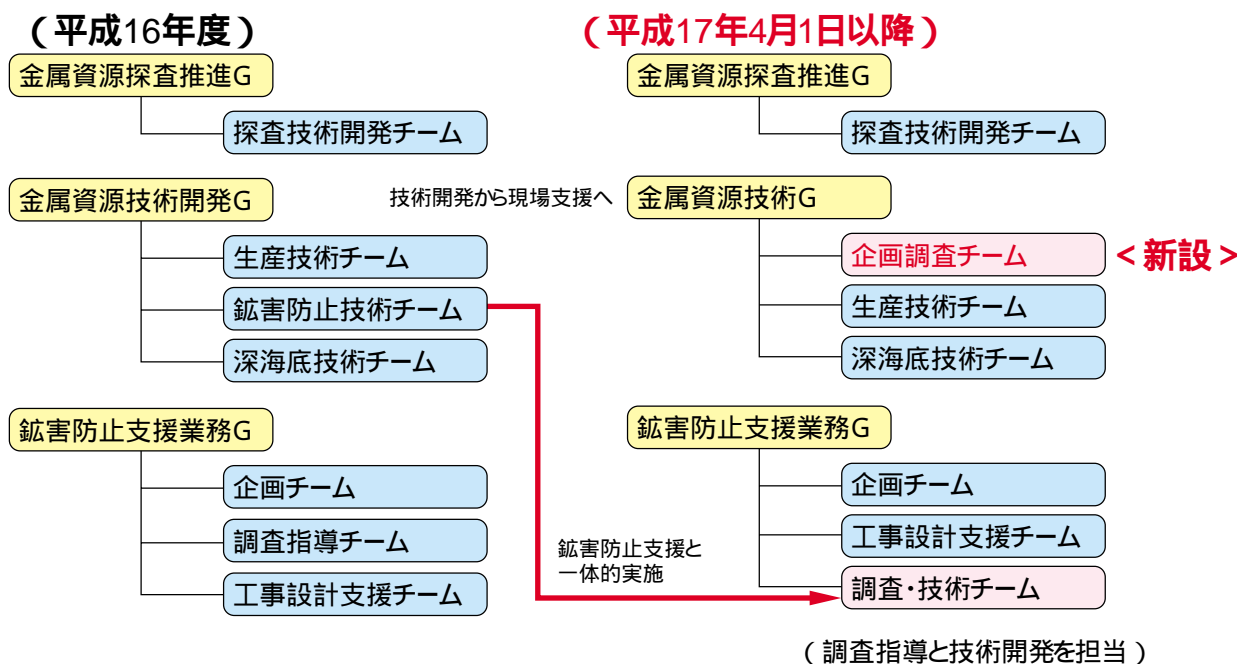 （平成16年度）
金属資源探査推進G
探査技術開発チーム
金属資源技術開発G
生産技術チーム
鉱害防止技術チーム
深海底技術チーム
鉱害防止支援業務G
企画チーム
調査指導チーム
工事設計支援チーム
技術開発から現場支援へ
鉱害防止支援と
一体的実施
（平成17年4月1日以降）
金属資源探査推進G
探査技術開発チーム
金属資源技術G
企画調査チーム
＜新設＞
生産技術チーム
深海底技術チーム
鉱害防止支援業務G
企画チーム
工事設計支援チーム
調査・技術チーム
（調査指導と技術開発を担当）